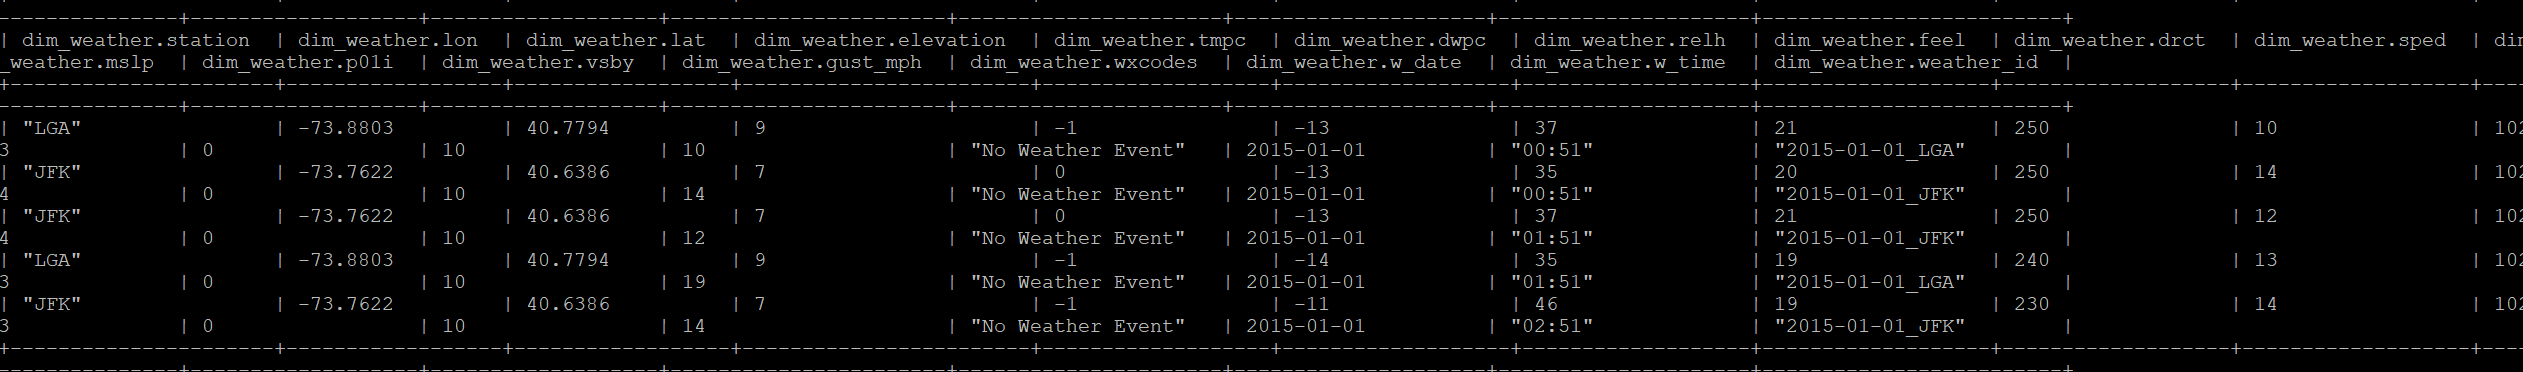 | dim_weather.station | dim_weather.lon | dim_weather.lat | dim_weather.elevation | dim_weather.tmpc | dim_weather.dwpc | dim_weather.relh | dim_weather.feel | dim_weather.drct | dim_weather.sped |
_weather.mslp | dim_weather.p01i | dim_weather.vsby | dim_weather.gust_mph | dim_weather.wxcodes | dim_weather.w_date | dim_weather.w_time | dim_weather.weather_id |
| "LGA" | -73.8803 | 40.7794 | 9 | -1 | -13 | 37 | 21 | 250 | 10 | 102
3 | 0 | 10 | 10 | "No Weather Event" | 2015-01-01 | "00:51" | "2015-01-01_LGA" |
| "JFK" | -73.7622 | 40.6386 | 7 | 0 | -13 | 35 | 20 | 250 | 14 | 102
4 | 0 | 10 | 14 | "No Weather Event" | 2015-01-01 | "00:51" | "2015-01-01_JFK" |
| "JFK" | -73.7622 | 40.6386 | 7 | 0 | -13 | 37 | 21 | 250 | 12 | 102
4 | 0 | 10 | 12 | "No Weather Event" | 2015-01-01 | "01:51" | "2015-01-01_JFK" |
| "LGA" | -73.8803 | 40.7794 | 9 | -1 | -14 | 35 | 19 | 240 | 13 | 102
3 | 0 | 10 | 19 | "No Weather Event" | 2015-01-01 | "01:51" | "2015-01-01_LGA" |
| "JFK" | -73.7622 | 40.6386 | 7 | -1 | -11 | 46 | 19 | 230 | 14 | 102
3 | 0 | 10 | 14 | "No Weather Event" | 2015-01-01 | "02:51" | "2015-01-01_JFK" |